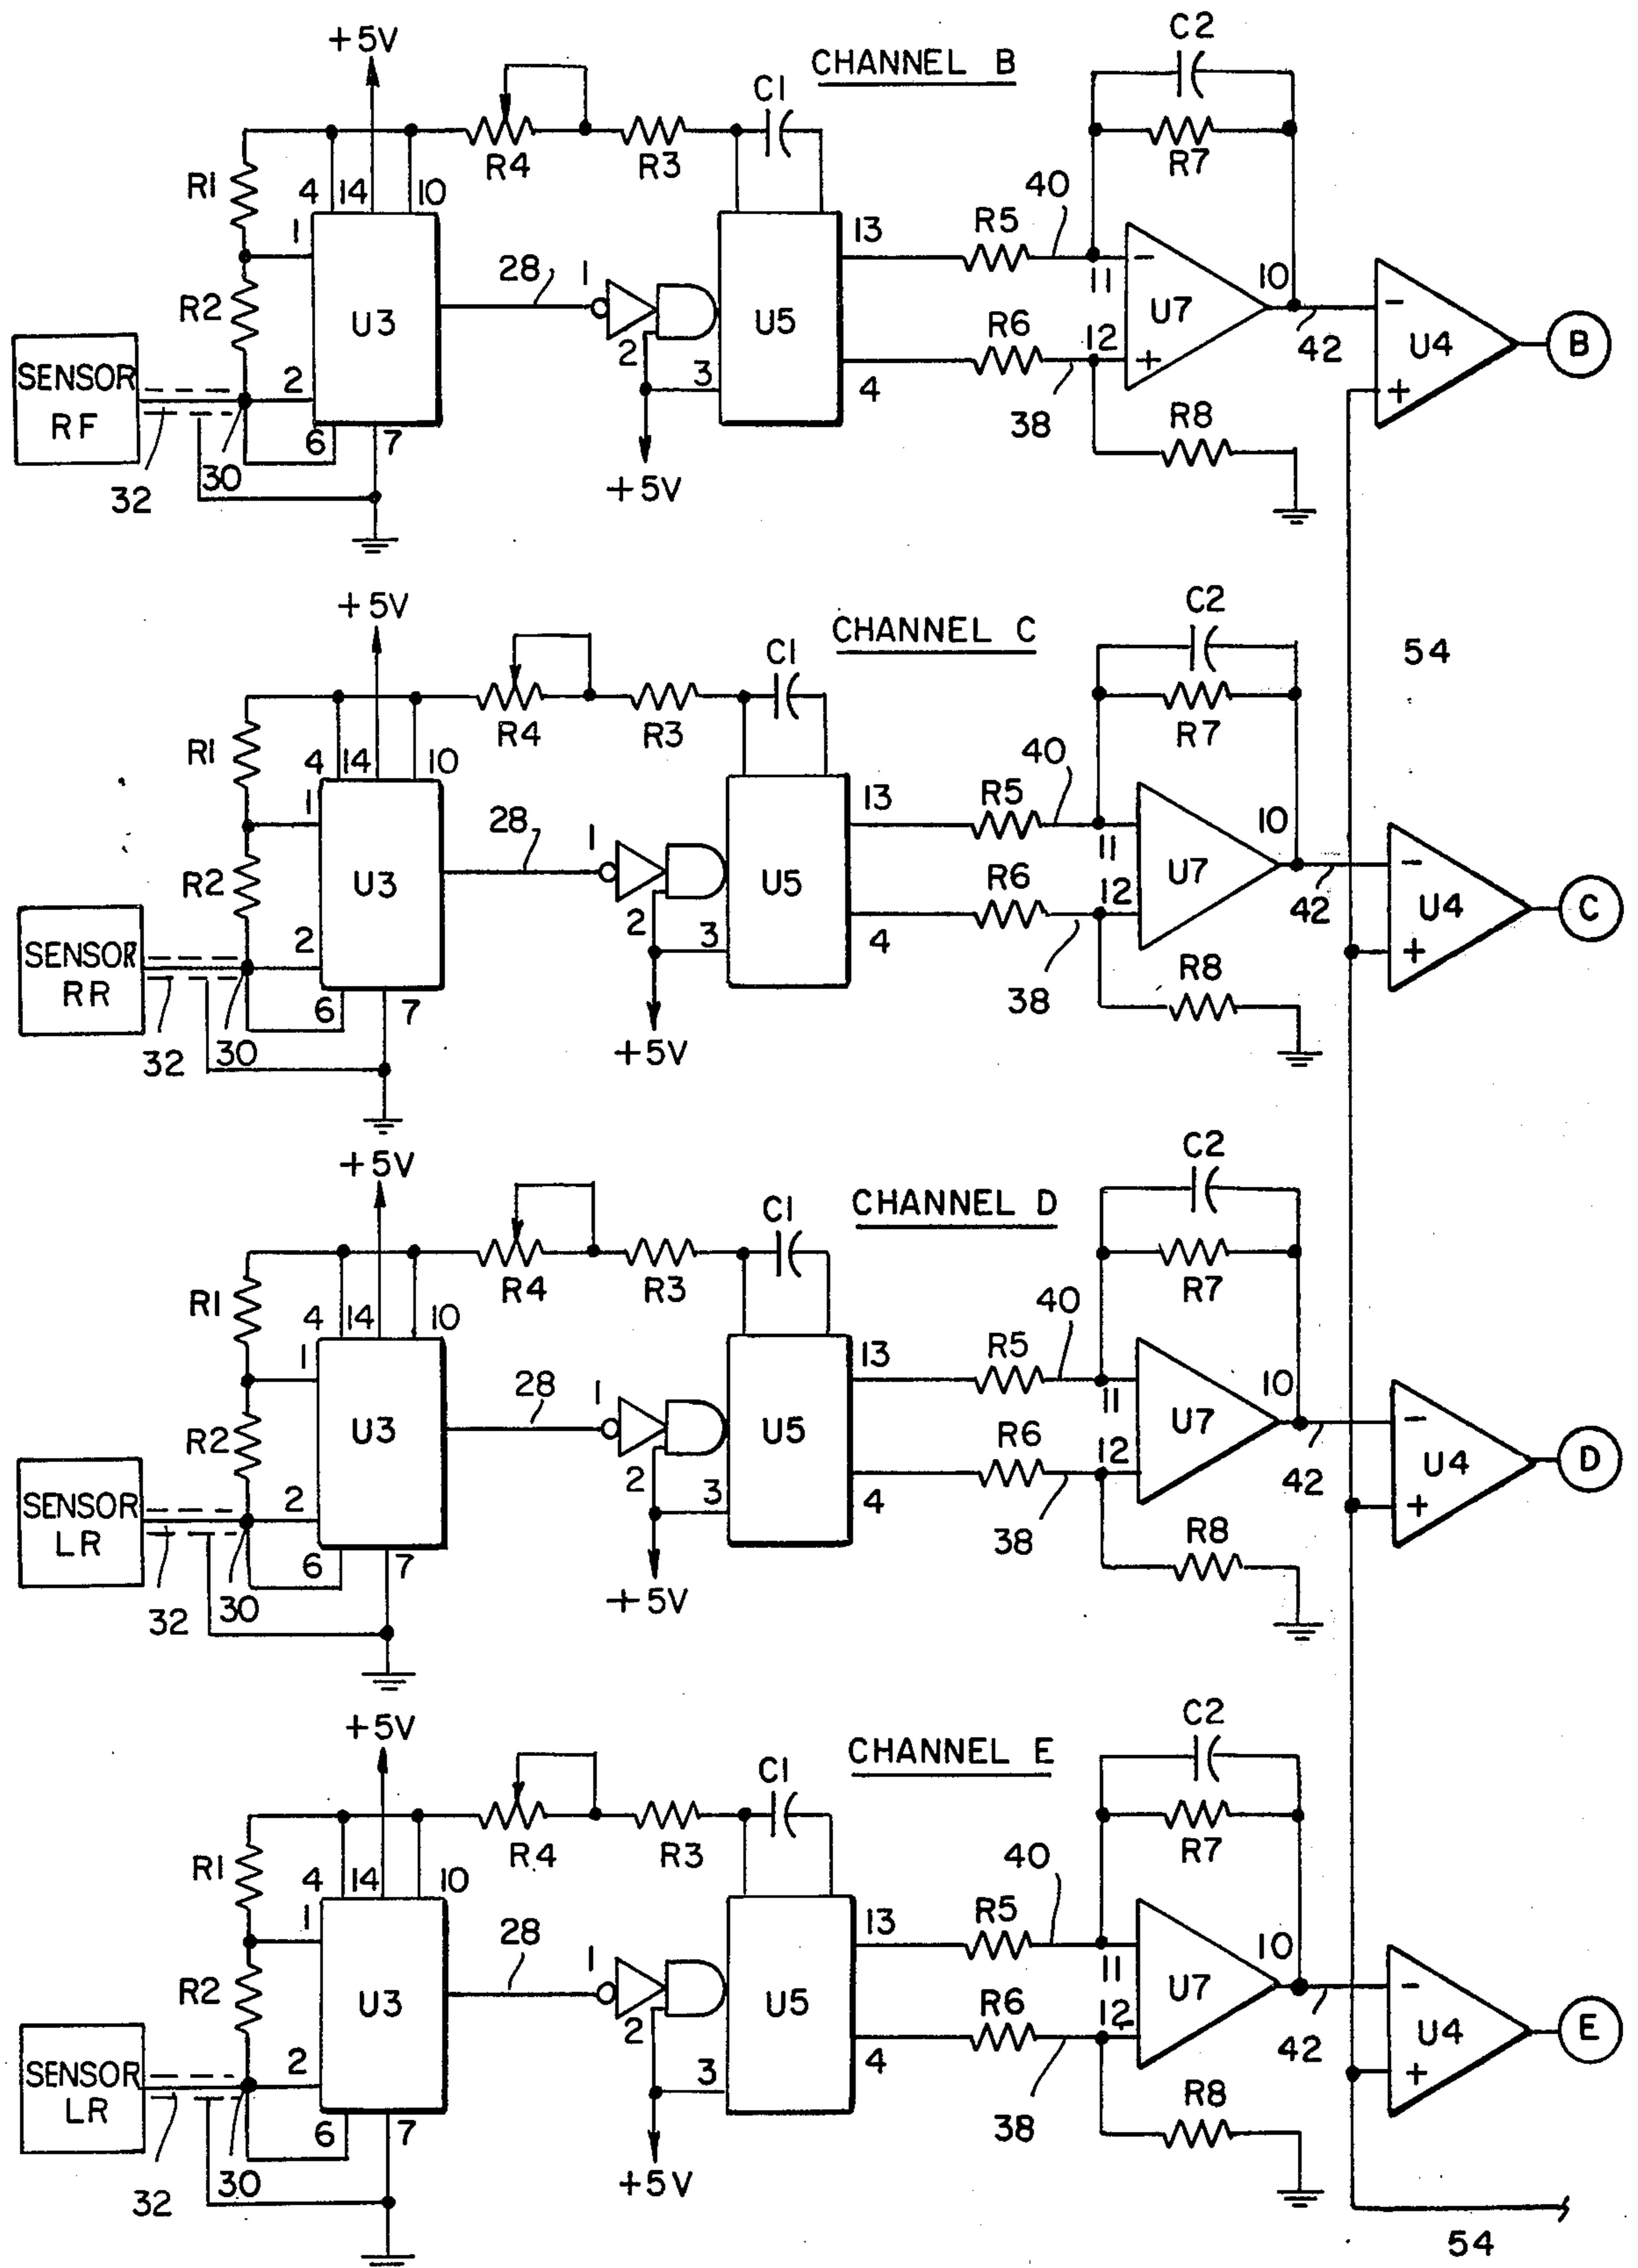 +5V
CHANNEL B
C2
C1
R4
R3
R7
R1
4
14
10
40
R5
13
1
28
1
11
10
R2
U3
U5
U7
R6
12
42
U4
B
SENSOR
RF
2
2
3
4
38
R8
6
7
32
30
+5V
+5V
CHANNEL C
C2
C1
54
R4
R3
R7
R1
4
14
10
40
R5
13
1
28
1
11
10
R2
U3
U5
U7
R6
12
42
U4
C
SENSOR
RR
2
2
3
4
38
R8
6
7
32
30
+5V
+5V
CHANNEL D
C2
C1
R4
R3
R7
R1
4
14
10
40
R5
13
1
28
1
11
10
R2
U3
U5
U7
R6
12
42
U4
D
SENSOR
LR
2
2
3
4
38
R8
6
7
32
30
+5V
+5V
CHANNEL E
C2
C1
R4
R3
R7
R1
4
14
10
40
R5
13
1
28
1
11
10
R2
U3
U5
U7
R6
12
42
U4
E
SENSOR
LR
2
2
3
4
38
R8
6
7
32
30
+5V
54